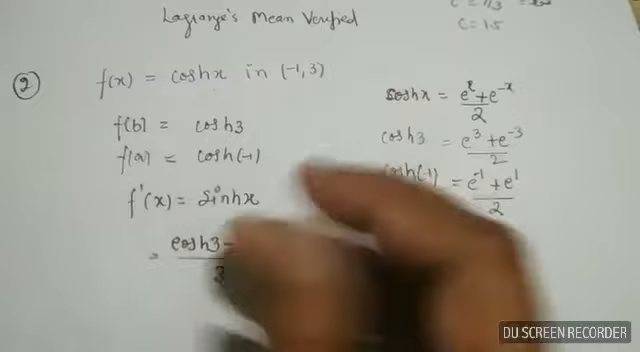 Lagrange's Mean Verified
C = 1.5
② f(x) = coshx in (-1,3)
f(b) = cosh3
f(a) = cosh(-1)
f'(x) = sinhx
= cosh3 -
coshx = e^x + e^-x / 2
cosh3 = e^3 + e^-3 / 2
cosh(-1) = e^-1 + e^1 / 2
DU SCREEN RECORDER